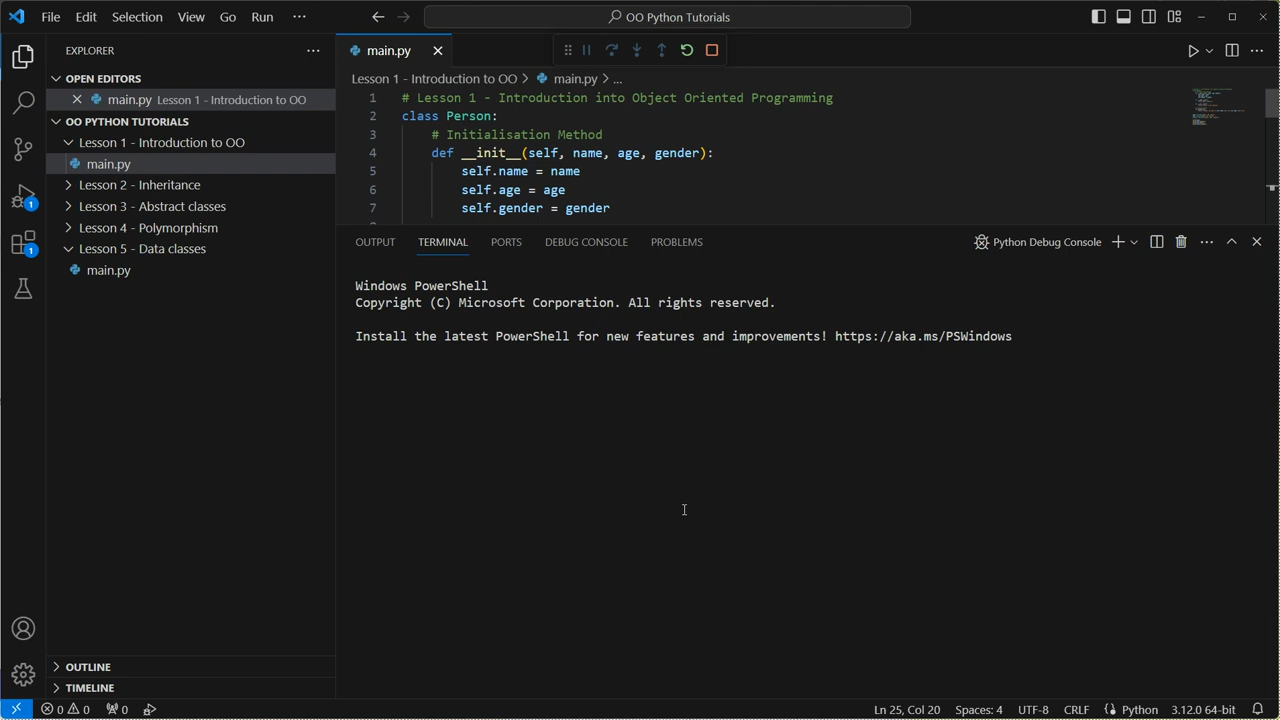 File Edit Selection View Go Run
OO Python Tutorials
EXPLORER
OPEN EDITORS
main.py Lesson 1 - Introduction to OO
OO PYTHON TUTORIALS
Lesson 1 - Introduction to OO
main.py
Lesson 2 - Inheritance
Lesson 3 - Abstract classes
Lesson 4 - Polymorphism
Lesson 5 - Data classes
main.py
1
1
OUTLINE
TIMELINE
main.py
Lesson 1 - Introduction to OO > main.py > ...
1 # Lesson 1 - Introduction into Object Oriented Programming
2 class Person:
3 # Initialisation Method
4 def __init__(self, name, age, gender):
5 self.name = name
6 self.age = age
7 self.gender = gender
OUTPUT TERMINAL PORTS DEBUG CONSOLE PROBLEMS
Python Debug Console
Windows PowerShell
Copyright (C) Microsoft Corporation. All rights reserved.
Install the latest PowerShell for new features and improvements! https://aka.ms/PSWindows
0 0 0
Ln 25, Col 20 Spaces: 4 UTF-8 CRLF Python 3.12.0 64-bit